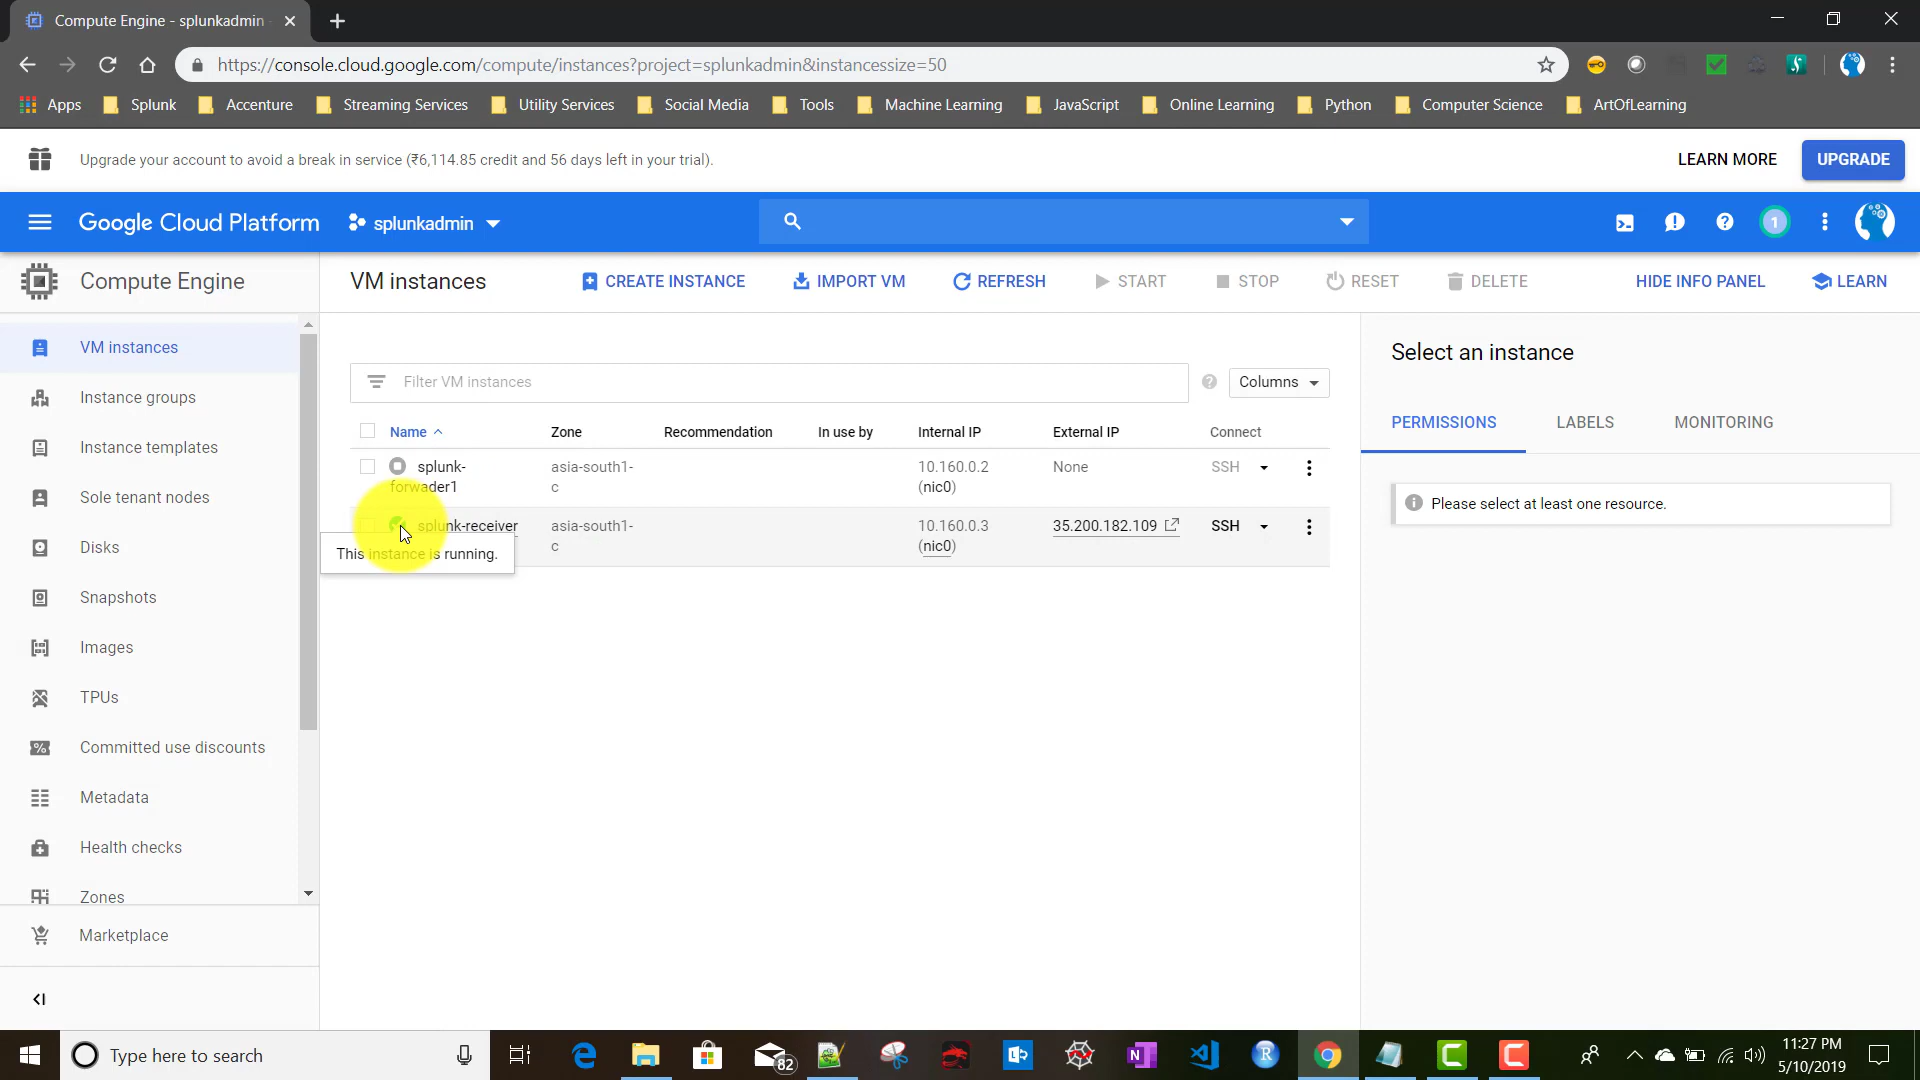 Compute Engine - splunkadmin
https://console.cloud.google.com/compute/instances?project=splunkadmin&instancessize=50
Apps Splunk Accenture Streaming Services Utility Services Social Media Tools Machine Learning JavaScript Online Learning Python Computer Science ArtOfLearning
Upgrade your account to avoid a break in service (₹6,114.85 credit and 56 days left in your trial). LEARN MORE UPGRADE
Google Cloud Platform splunkadmin 1
Compute Engine
VM instances CREATE INSTANCE IMPORT VM REFRESH START STOP RESET DELETE HIDE INFO PANEL LEARN
VM instances
Instance groups
Instance templates
Sole tenant nodes
Disks
Snapshots
Images
TPUs
Committed use discounts
Metadata
Health checks
Zones
Marketplace
Filter VM instances Columns
Name Zone Recommendation In use by Internal IP External IP Connect
splunk- asia-south1- 10.160.0.2 None SSH
forwader1 c (nic0)
splunk-receiver asia-south1- 10.160.0.3 35.200.182.109 SSH
c (nic0)
This instance is running.
Select an instance
PERMISSIONS LABELS MONITORING
Please select at least one resource.
Type here to search
82
11:27 PM
5/10/2019